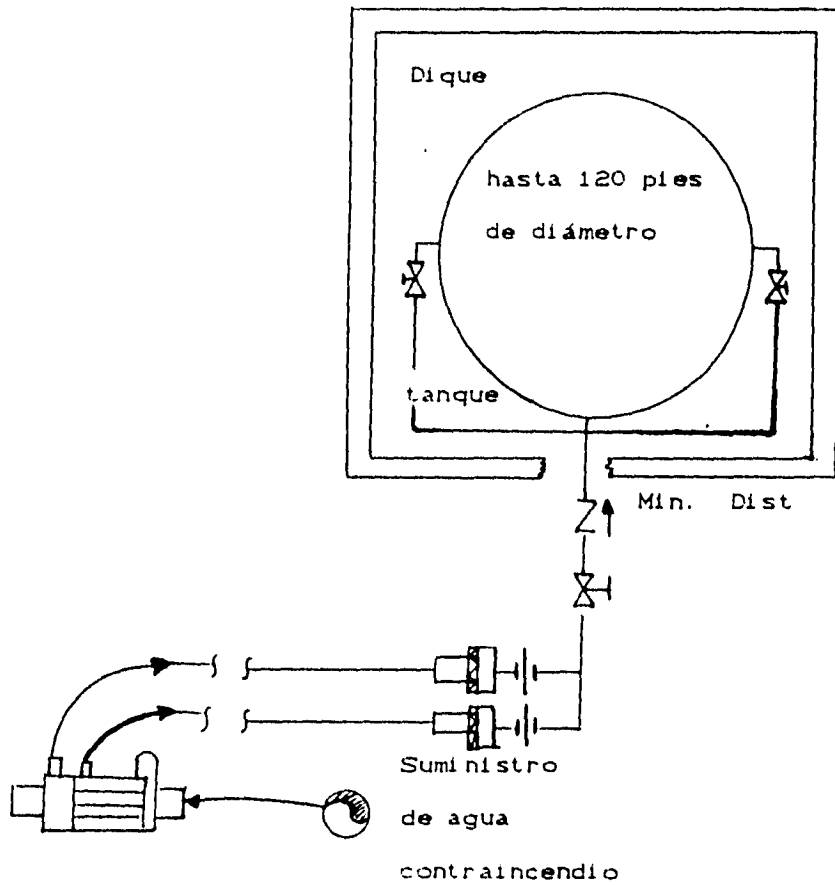 Dique
hasta 120 pies
de diámetro
tanque
Min. Dist
Suministro
de agua
contraincendio